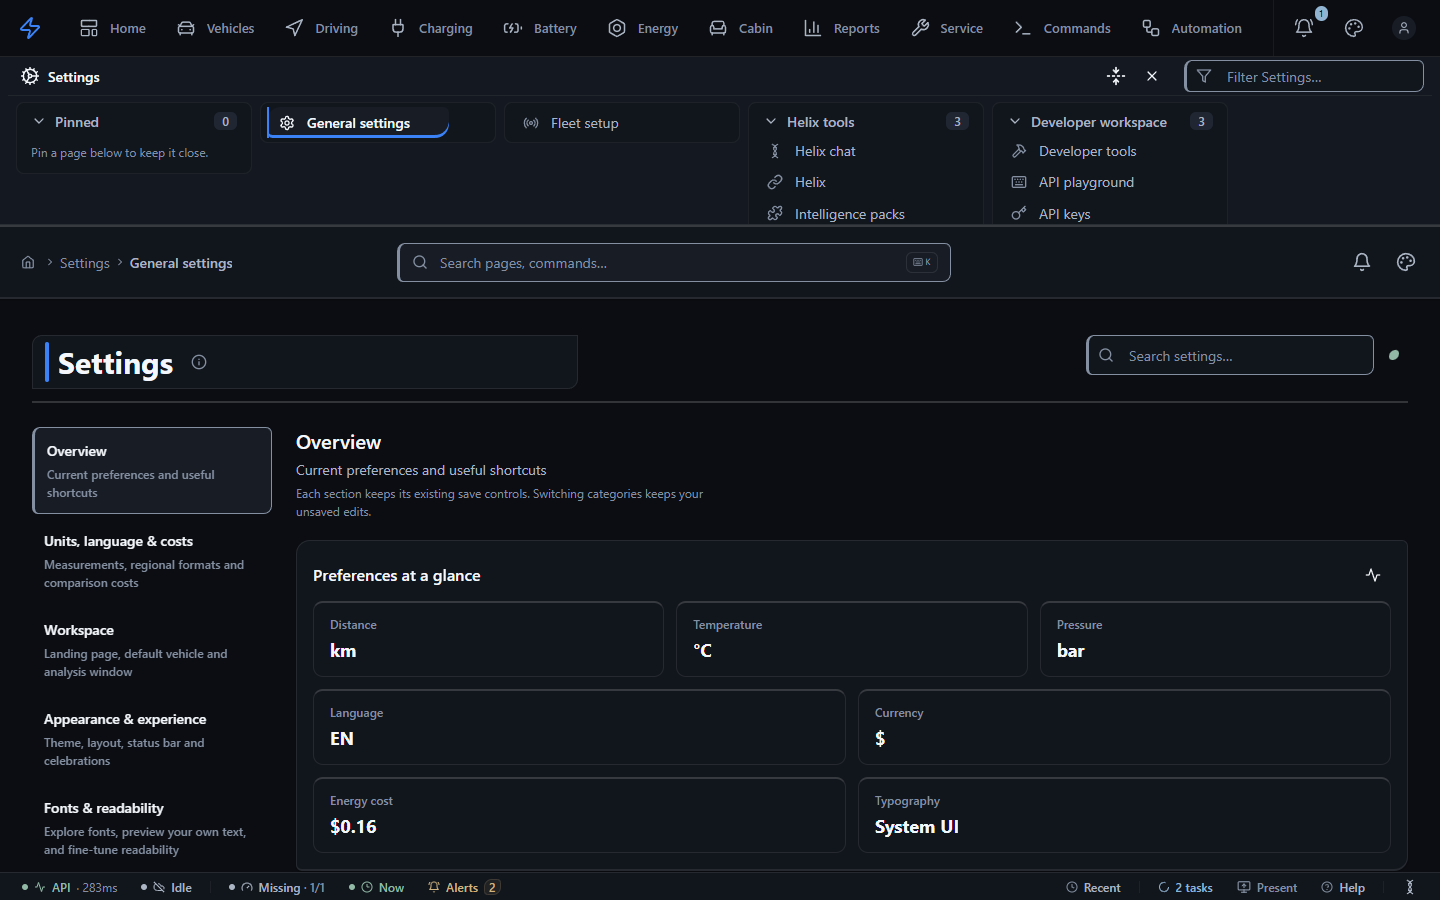 Home Vehicles Driving Charging Battery Energy Cabin Reports Service Commands Automation 1
Settings Filter Settings...
Pinned 0
Pin a page below to keep it close.
General settings
Fleet setup
Helix tools 3
Helix chat
Helix
Intelligence packs
Developer workspace 3
Developer tools
API playground
API keys
Settings General settings Search pages, commands... K
Settings Search settings...
Overview
Current preferences and useful
shortcuts
Units, language & costs
Measurements, regional formats and
comparison costs
Workspace
Landing page, default vehicle and
analysis window
Appearance & experience
Theme, layout, status bar and
celebrations
Fonts & readability
Explore fonts, preview your own text,
and fine-tune readability
Overview
Current preferences and useful shortcuts
Each section keeps its existing save controls. Switching categories keeps your
unsaved edits.
Preferences at a glance
Distance
km
Temperature
°C
Pressure
bar
Language
EN
Currency
$
Energy cost
$0.16
Typography
System UI
API · 283ms Idle Missing · 1/1 Now Alerts 2 Recent 2 tasks Present Help